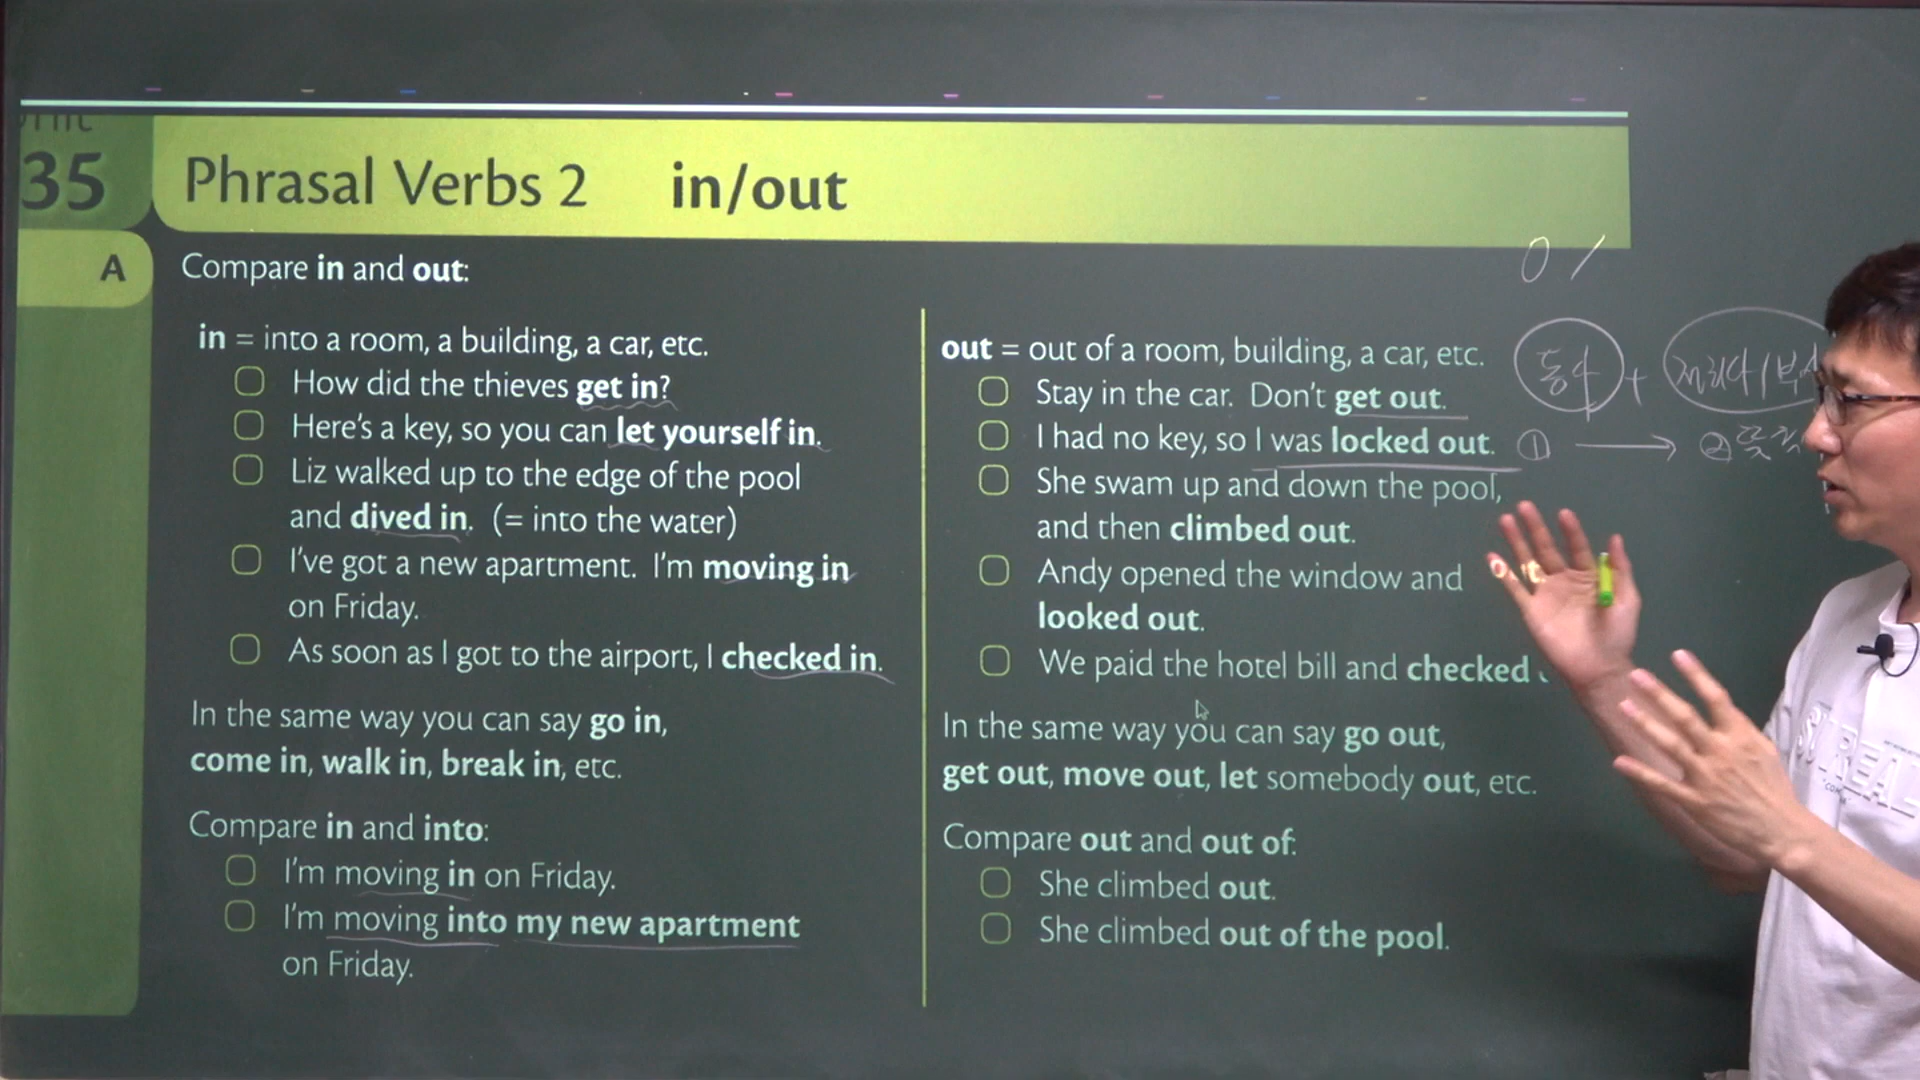 35
Phrasal Verbs 2 in/out
A
Compare in and out:
in = into a room, a building, a car, etc.
How did the thieves get in?
Here's a key, so you can let yourself in.
Liz walked up to the edge of the pool
and dived in. (= into the water)
I've got a new apartment. I'm moving in
on Friday.
As soon as I got to the airport, I checked in.
In the same way you can say go in,
come in, walk in, break in, etc.
Compare in and into:
I'm moving in on Friday.
I'm moving into my new apartment
on Friday.
out = out of a room, building, a car, etc.
Stay in the car. Don't get out.
I had no key, so I was locked out.
She swam up and down the pool,
and then climbed out.
Andy opened the window and
looked out.
We paid the hotel bill and checked
In the same way you can say go out,
get out, move out, let somebody out, etc.
Compare out and out of:
She climbed out.
She climbed out of the pool.
동사 +
① → ②